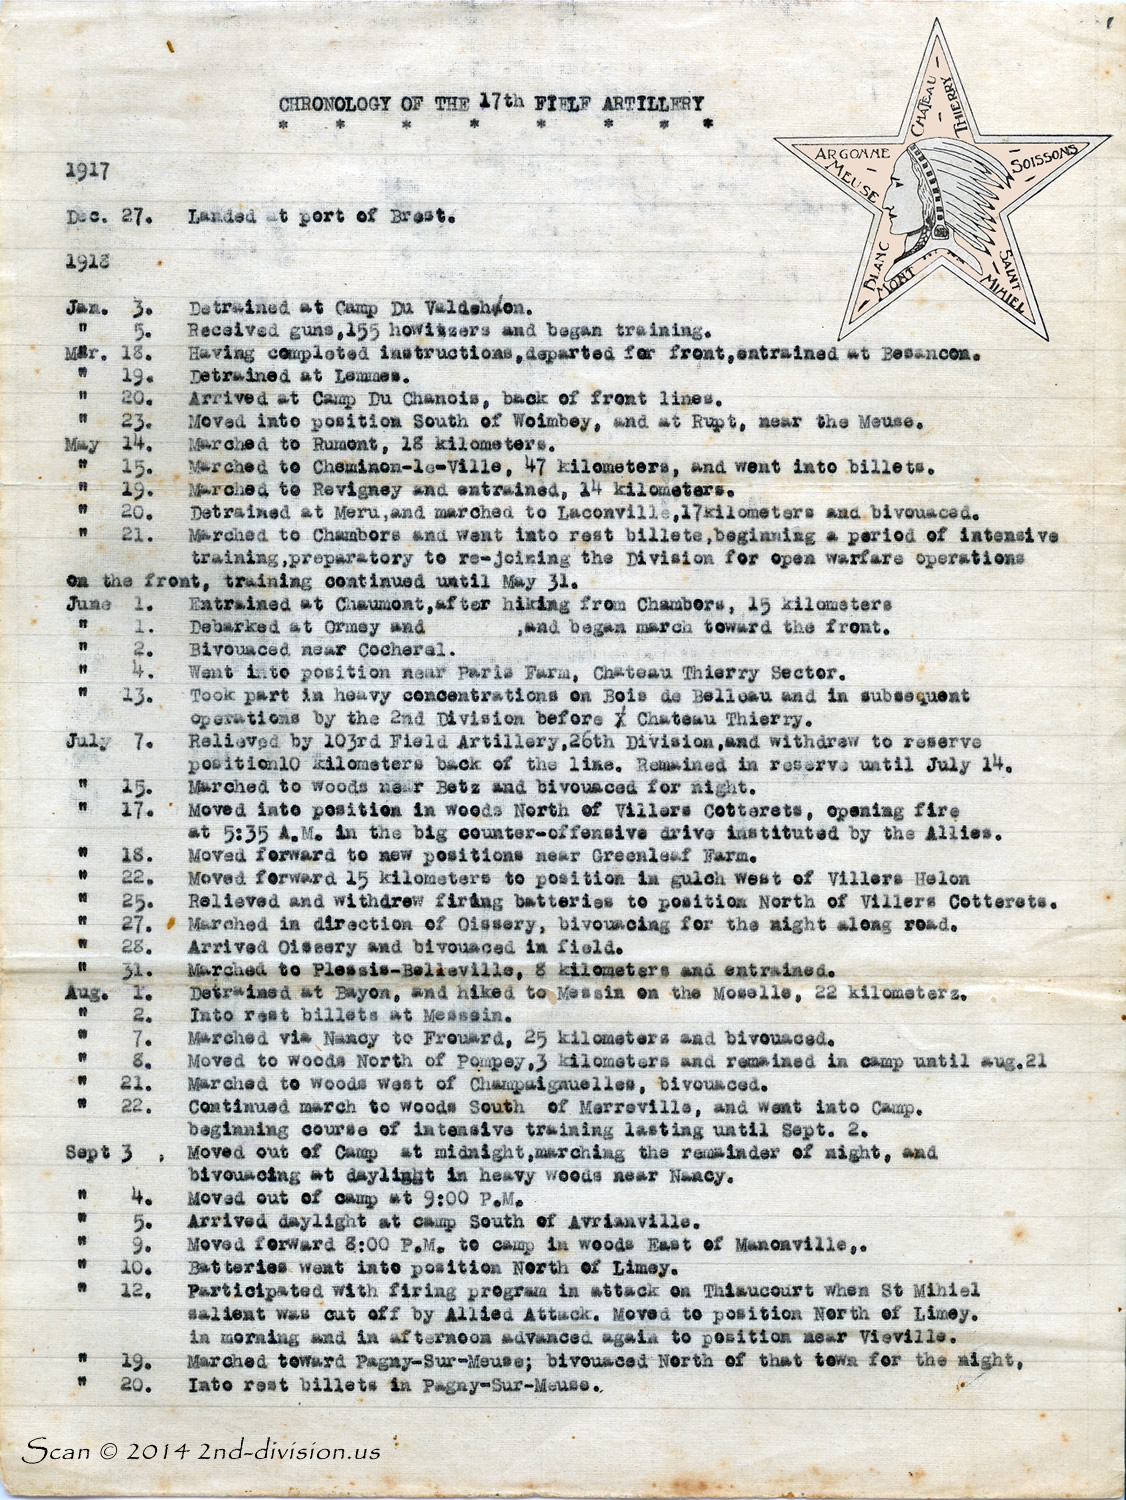 CHRONOLOGY OF THE 17th FIELF ARTILLERY
* * * * * * * *
CHATEAU THIERRY
SOISSONS
SAINT MIHIEL
BLANC MONT
ARGONNE MEUSE
1917
Dec. 27. Landed at port of Brest.
1918
Jan. 3. Detrained at Camp Du Valdehon.
" 5. Received guns,155 howitzers and began training.
Mar. 18. Having completed instructions,departed for front,entrained at Besancon.
" 19. Detrained at Lemmes.
" 20. Arrived at Camp Du Chanois, back of front lines.
" 23. Moved into position South of Woimbey, and at Rupt, near the Meuse.
May 14. Marched to Rumont, 18 kilometers.
" 15. Marched to Cheminon-le-Ville, 47 kilometers, and went into billets.
" 19. Marched to Revigney and entrained, 14 kilometers.
" 20. Detrained at Meru,and marched to Laconville,17kilometers and bivouaced.
" 21. Marched to Chambors and went into rest billets,beginning a period of intensive
training,preparatory to re-joining the Division for open warfare operations
on the front, training continued until May 31.
June 1. Entrained at Chaumont,after hiking from Chambors, 15 kilometers
" 1. Debarked at Ormey and ,and began march toward the front.
" 2. Bivouaced near Cocherel.
" 4. Went into position near Paris Farm, Chateau Thierry Sector.
" 13. Took part in heavy concentrations on Bois de Belleau and in subsequent
operations by the 2nd Division before Chateau Thierry.
July 7. Relieved by 103rd Field Artillery,26th Division,and withdrew to reserve
position10 kilometers back of the line. Remained in reserve until July 14.
" 15. Marched to woods near Betz and bivouaced for night.
" 17. Moved into position in woods North of Villers Cotterets, opening fire
at 5:35 A.M. in the big counter-offensive drive instituted by the Allies.
" 18. Moved forward to new positions near Greenleaf Farm.
" 22. Moved forward 15 kilometers to position in gulch west of Villers Helon
" 25. Relieved and withdrew firing batteries to position North of Villers Cotterets.
" 27. Marched in direction of Oissery, bivouacing for the night along road.
" 28. Arrived Oissery and bivouaced in field.
" 31. Marched to Plessis-Belleville, 8 kilometers and entrained.
Aug. 1. Detrained at Bayon, and hiked to Messin on the Moselle, 22 kilometers.
" 2. Into rest billets at Messsin.
" 7. Marched via Nancy to Frouard, 25 kilometers and bivouaced.
" 8. Moved to woods North of Pompey,3 kilometers and remained in camp until aug.21
" 21. Marched to woods west of Champaignuelles, bivouaced.
" 22. Continued march to woods South of Merreville, and went into Camp.
beginning course of intensive training lasting until Sept. 2.
Sept 3 , Moved out of Camp at midnight,marching the remainder of night, and
bivouacing at daylight in heavy woods near Nancy.
" 4. Moved out of camp at 9:00 P.M.
" 5. Arrived daylight at camp South of Avrianville.
" 9. Moved forward 8:00 P.M. to camp in woods East of Manonville,.
" 10. Batteries went into position North of Limey.
" 12. Participated with firing program in attack on Thiaucourt when St Mihiel
salient was cut off by Allied Attack. Moved to position North of Limey.
in morning and in afternoon advanced again to position near Vieville.
" 19. Marched toward Pagny-Sur-Meuse; bivouaced North of that town for the night,
" 20. Into rest billets in Pagny-Sur-Meuse.
Scan © 2014 2nd-division.us